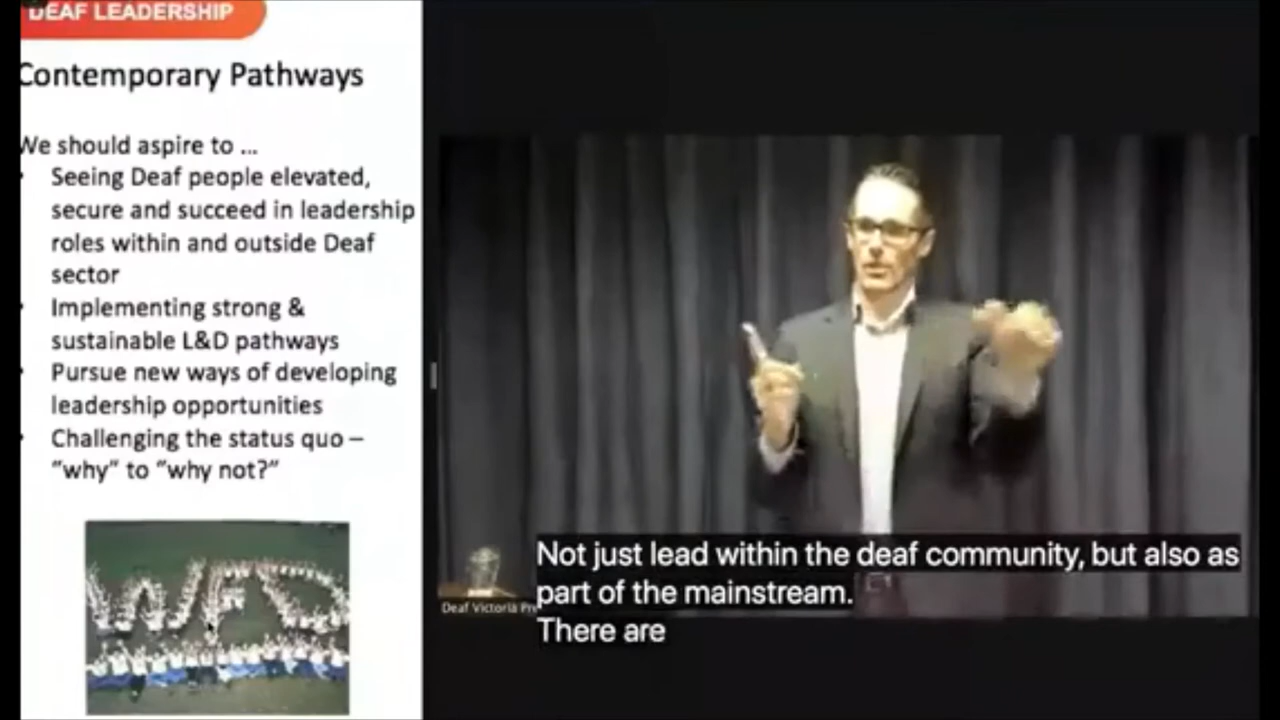 DEAF LEADERSHIP
Contemporary Pathways
We should aspire to ...
Seeing Deaf people elevated,
secure and succeed in leadership
roles within and outside Deaf
sector
Implementing strong &
sustainable L&D pathways
Pursue new ways of developing
leadership opportunities
Challenging the status quo –
“why” to “why not?”
WFD
Deaf Victoria
Not just lead within the deaf community, but also as
part of the mainstream.
There are